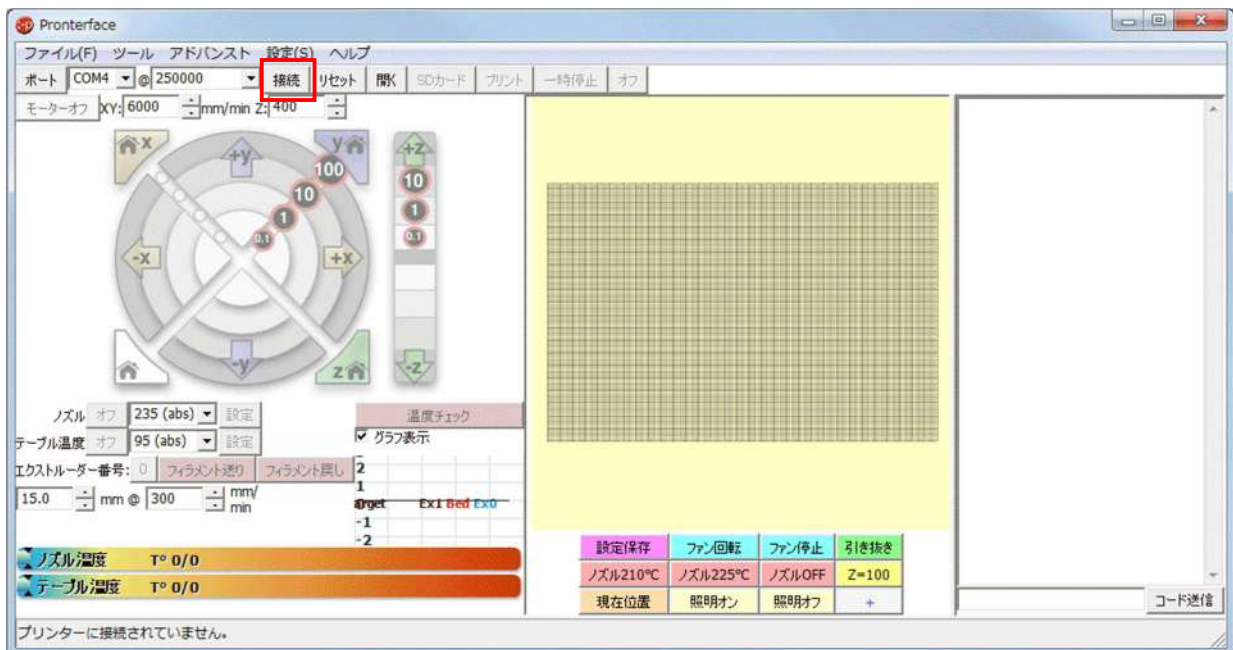 Pronterface
ファイル(F) ツール アドバンスト 設定(S) ヘルプ
ポート COM4 @ 250000 接続 リセット 開く SDカード プリント 一時停止 オフ
モーターオフ XY: 6000 mm/min Z: 400
x +y y +z
100
10 10
1 1
0.1 0.1
-x +x
-y z -z
ノズル オフ 235 (abs) 設定 温度チェック
テーブル温度 オフ 95 (abs) 設定 グラフ表示
エクストルーダー番号: 0 フィラメント送り フィラメント戻し 2
15.0 mm @ 300 mm/min
1
arget Ex1 Bed Ex0
-1
-2
ノズル温度 T° 0/0
テーブル温度 T° 0/0
設定保存 ファン回転 ファン停止 引き抜き
ノズル210℃ ノズル225℃ ノズルOFF Z=100
現在位置 照明オン 照明オフ +
コード送信
プリンターに接続されていません。